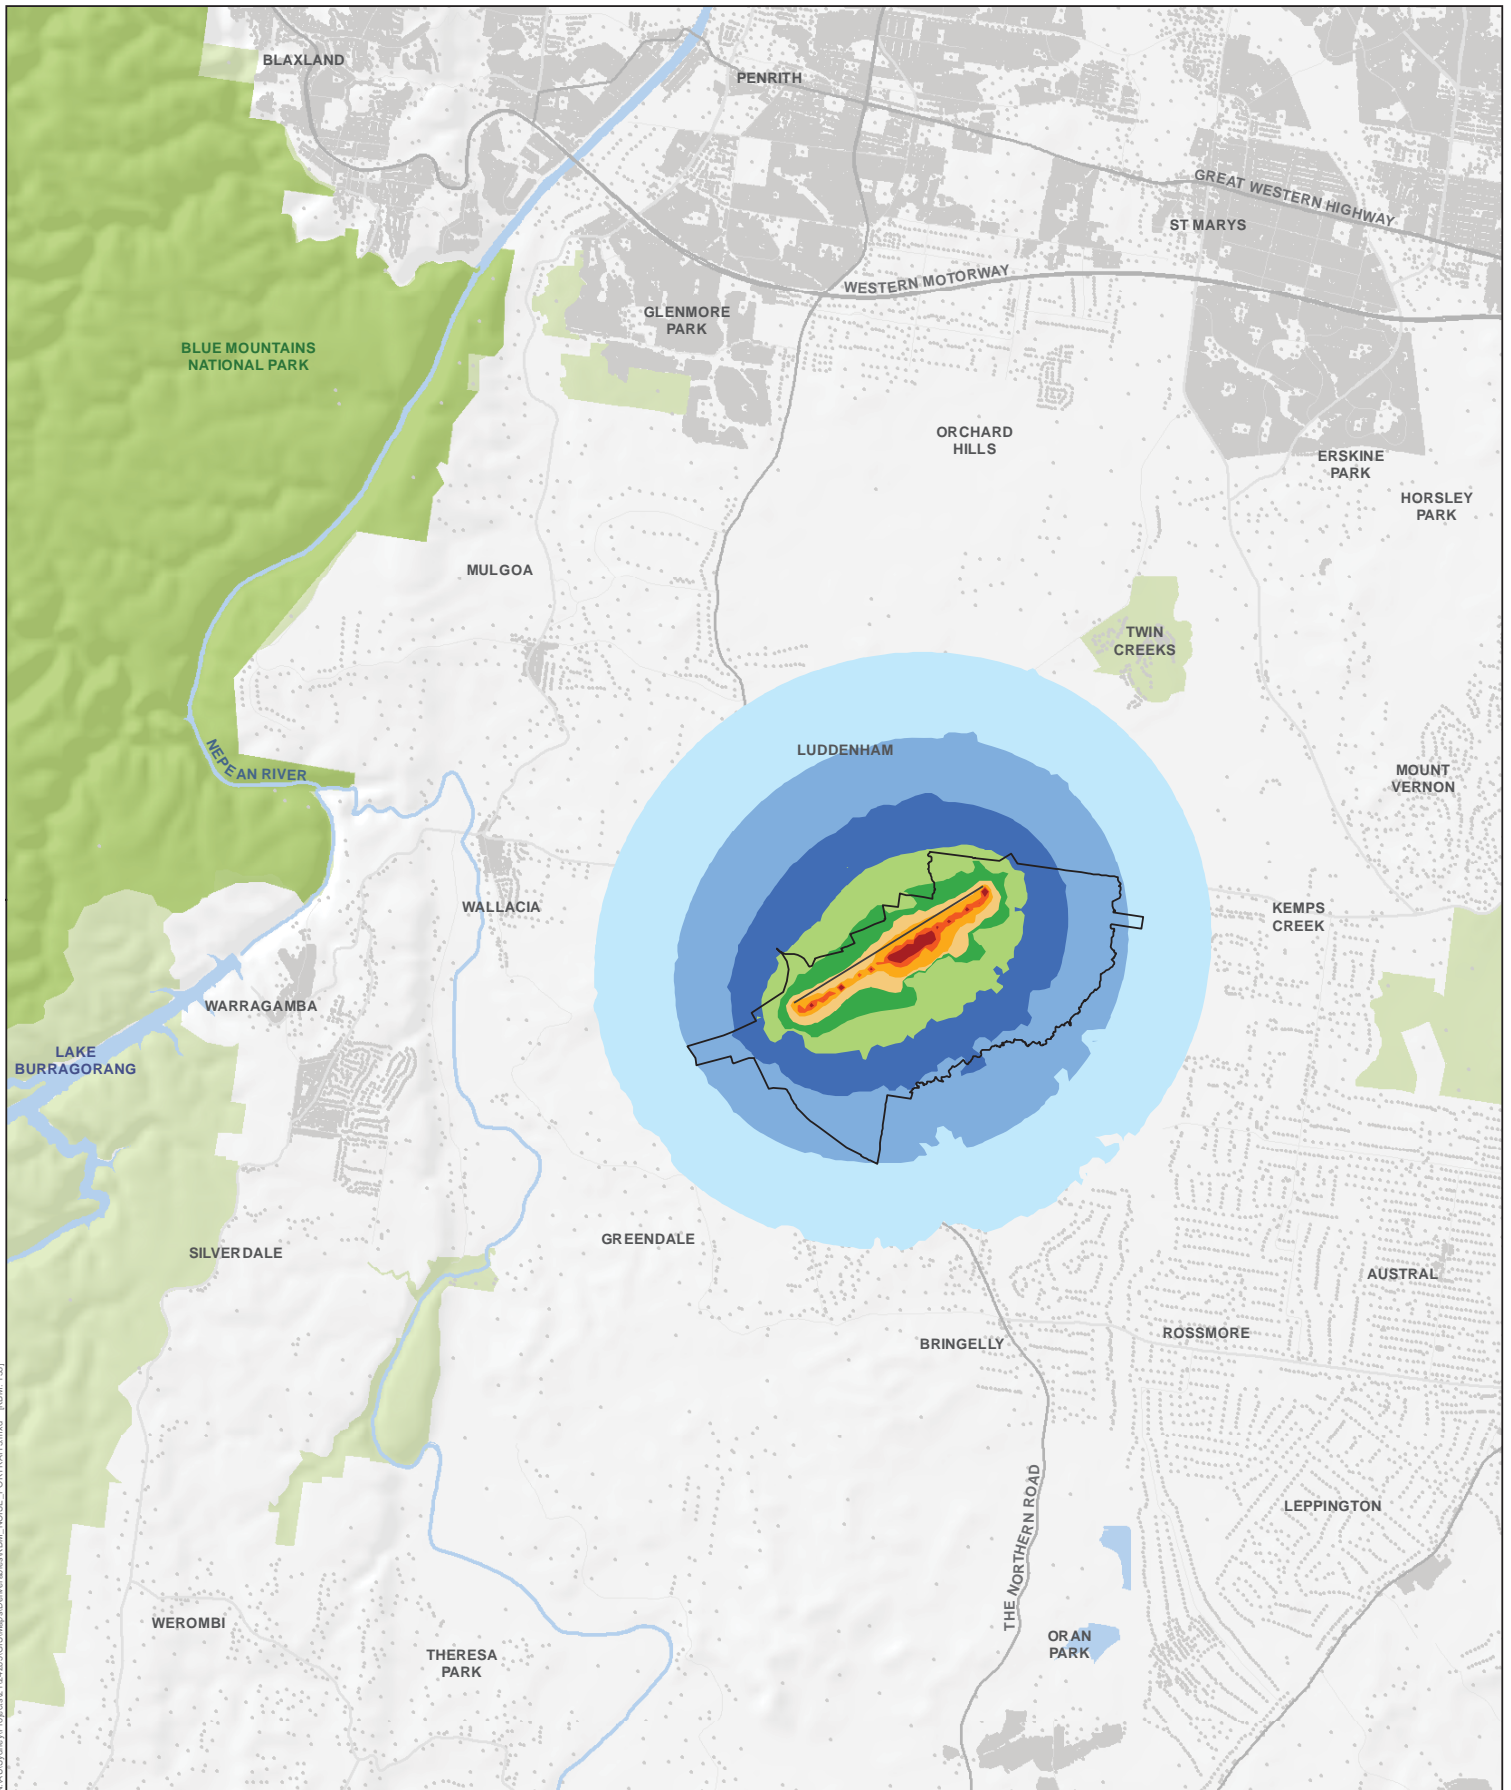 BLAXLAND
PENRITH
GREAT WESTERN HIGHWAY
ST MARYS
WESTERN MOTORWAY
GLENMORE
PARK
BLUE MOUNTAINS
NATIONAL PARK
ORCHARD
HILLS
ERSKINE
PARK
HORSLEY
PARK
MULGOA
TWIN
CREEKS
LUDDENHAM
NEPEAN RIVER
MOUNT
VERNON
WALLACIA
KEMPS
CREEK
WARRAGAMBA
LAKE
BURRAGORANG
GREENDALE
SILVERDALE
AUSTRAL
ROSSMORE
BRINGELLY
THE NORTHERN ROAD
LEPPINGTON
WEROMBI
ORAN
PARK
THERESA
PARK